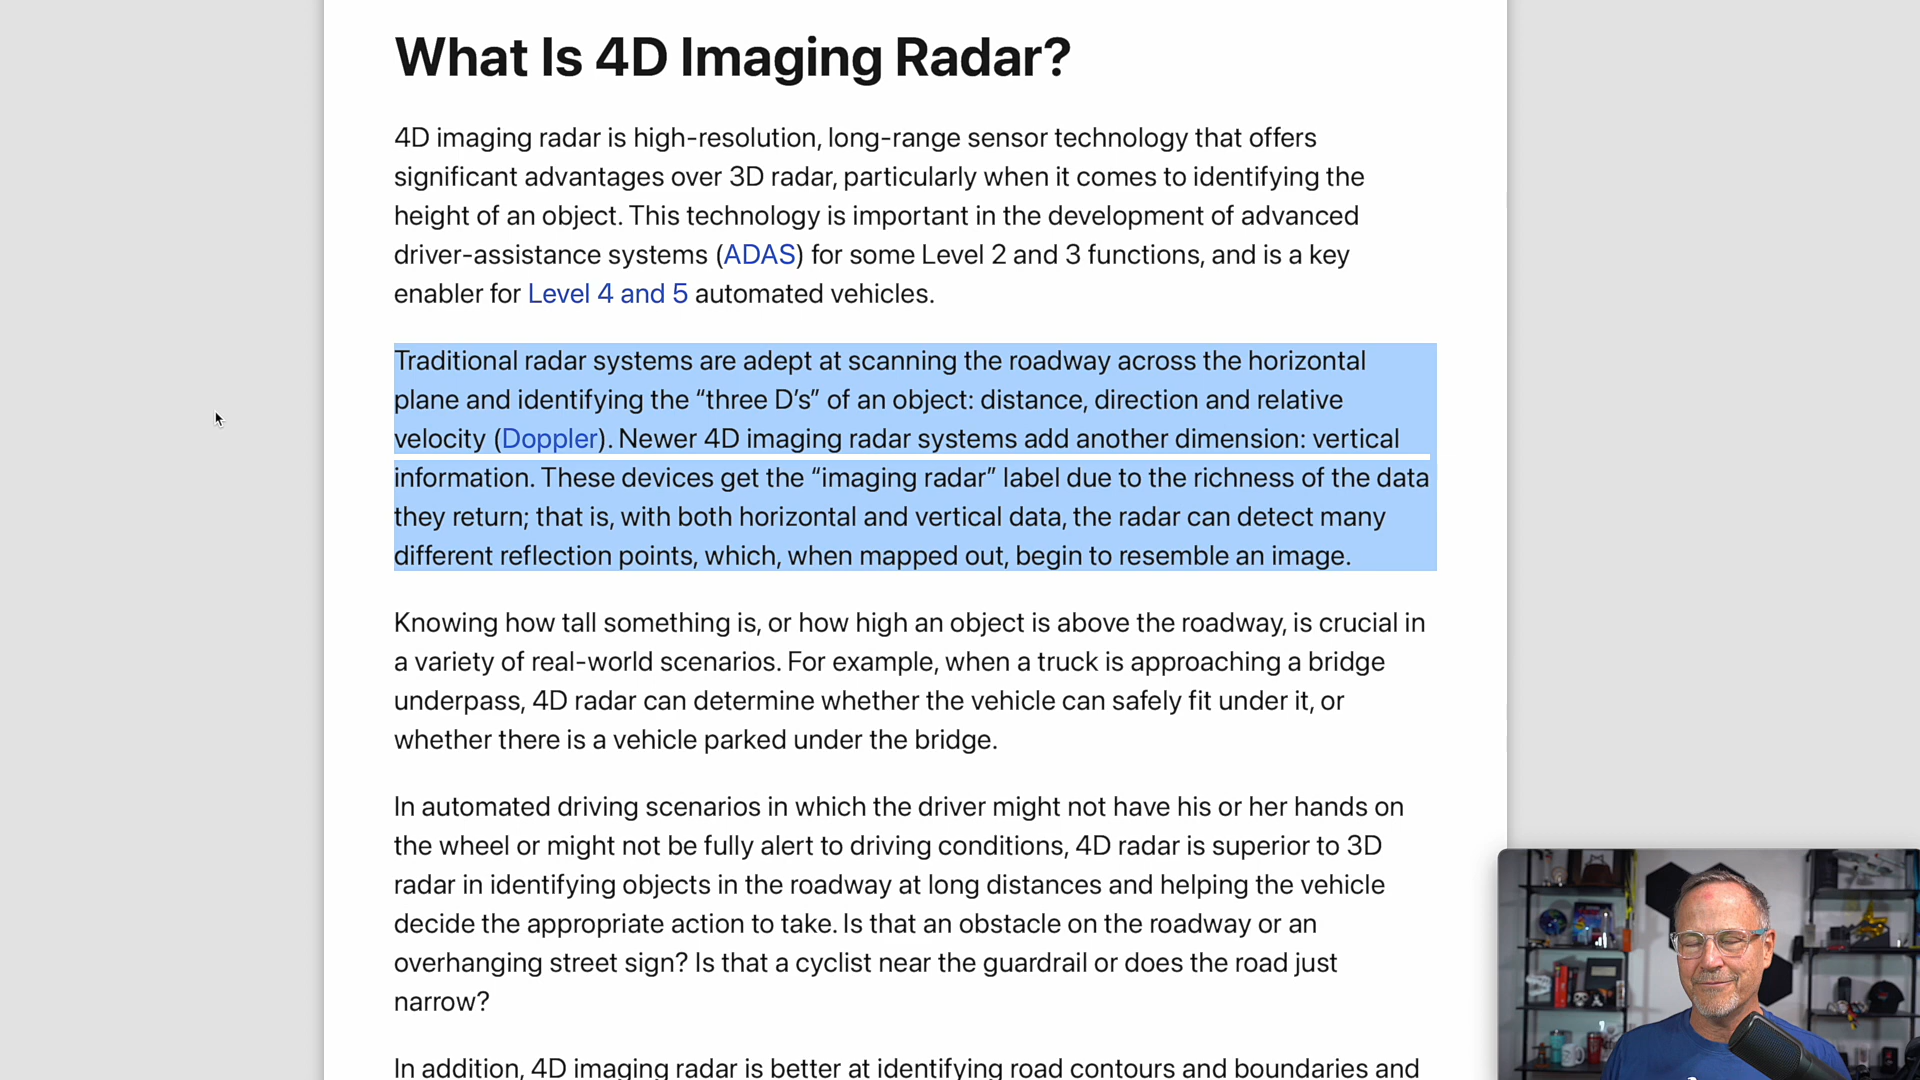 What Is 4D Imaging Radar?
4D imaging radar is high-resolution, long-range sensor technology that offers
significant advantages over 3D radar, particularly when it comes to identifying the
height of an object. This technology is important in the development of advanced
driver-assistance systems (ADAS) for some Level 2 and 3 functions, and is a key
enabler for Level 4 and 5 automated vehicles.
Traditional radar systems are adept at scanning the roadway across the horizontal
plane and identifying the “three D’s” of an object: distance, direction and relative
velocity (Doppler). Newer 4D imaging radar systems add another dimension: vertical
information. These devices get the “imaging radar” label due to the richness of the data
they return; that is, with both horizontal and vertical data, the radar can detect many
different reflection points, which, when mapped out, begin to resemble an image.
Knowing how tall something is, or how high an object is above the roadway, is crucial in
a variety of real-world scenarios. For example, when a truck is approaching a bridge
underpass, 4D radar can determine whether the vehicle can safely fit under it, or
whether there is a vehicle parked under the bridge.
In automated driving scenarios in which the driver might not have his or her hands on
the wheel or might not be fully alert to driving conditions, 4D radar is superior to 3D
radar in identifying objects in the roadway at long distances and helping the vehicle
decide the appropriate action to take. Is that an obstacle on the roadway or an
overhanging street sign? Is that a cyclist near the guardrail or does the road just
narrow?
In addition, 4D imaging radar is better at identifying road contours and boundaries and